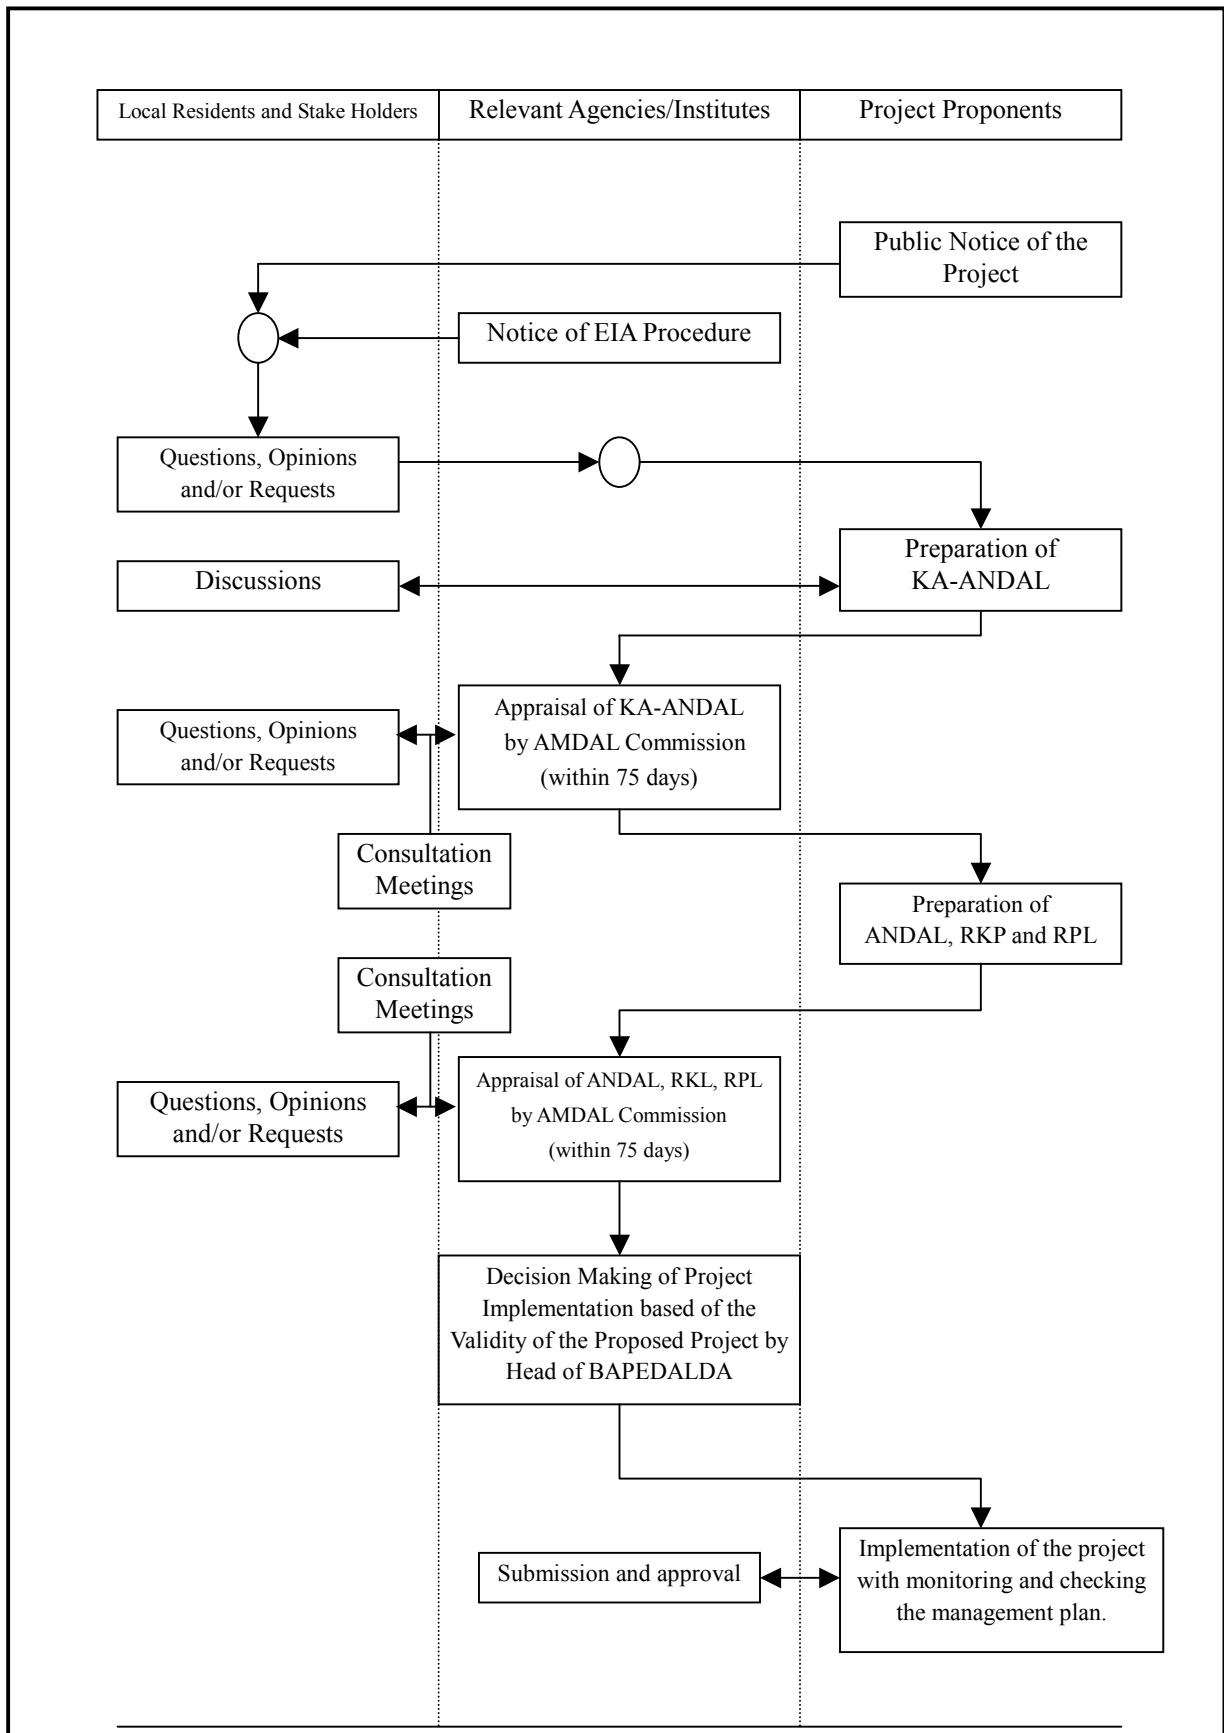 Local Residents and Stake Holders
Relevant Agencies/Institutes
Project Proponents
Public Notice of the
Project
Notice of EIA Procedure
Questions, Opinions
and/or Requests
Preparation of
KA-ANDAL
Discussions
Appraisal of KA-ANDAL
by AMDAL Commission
(within 75 days)
Questions, Opinions
and/or Requests
Consultation
Meetings
Preparation of
ANDAL, RKP and RPL
Consultation
Meetings
Appraisal of ANDAL, RKL, RPL
by AMDAL Commission
(within 75 days)
Questions, Opinions
and/or Requests
Decision Making of Project
Implementation based of the
Validity of the Proposed Project by
Head of BAPEDALDA
Submission and approval
Implementation of the project
with monitoring and checking
the management plan.